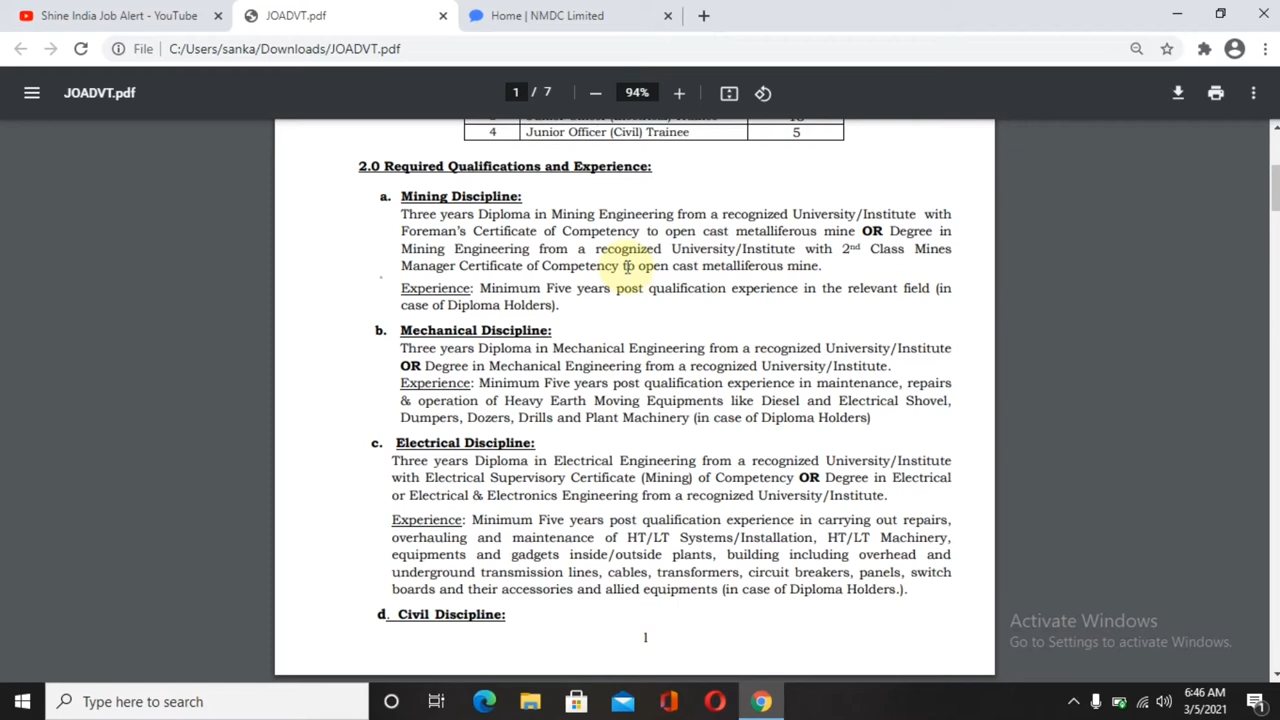 Shine India Job Alert - YouTube
JOADVT.pdf
Home | NMDC Limited
File
C:/Users/sanka/Downloads/JOADVT.pdf
JOADVT.pdf
1 / 7
94%
4 Junior Officer (Civil) Trainee 5
2.0 Required Qualifications and Experience:
a. Mining Discipline:
Three years Diploma in Mining Engineering from a recognized University/Institute with
Foreman's Certificate of Competency to open cast metalliferous mine OR Degree in
Mining Engineering from a recognized University/Institute with 2nd Class Mines
Manager Certificate of Competency to open cast metalliferous mine.
Experience: Minimum Five years post qualification experience in the relevant field (in
case of Diploma Holders).
b. Mechanical Discipline:
Three years Diploma in Mechanical Engineering from a recognized University/Institute
OR Degree in Mechanical Engineering from a recognized University/Institute.
Experience: Minimum Five years post qualification experience in maintenance, repairs
& operation of Heavy Earth Moving Equipments like Diesel and Electrical Shovel,
Dumpers, Dozers, Drills and Plant Machinery (in case of Diploma Holders)
c. Electrical Discipline:
Three years Diploma in Electrical Engineering from a recognized University/Institute
with Electrical Supervisory Certificate (Mining) of Competency OR Degree in Electrical
or Electrical & Electronics Engineering from a recognized University/Institute.
Experience: Minimum Five years post qualification experience in carrying out repairs,
overhauling and maintenance of HT/LT Systems/Installation, HT/LT Machinery,
equipments and gadgets inside/outside plants, building including overhead and
underground transmission lines, cables, transformers, circuit breakers, panels, switch
boards and their accessories and allied equipments (in case of Diploma Holders.).
d. Civil Discipline:
1
Activate Windows
Go to Settings to activate Windows.
Type here to search
6:46 AM
3/5/2021